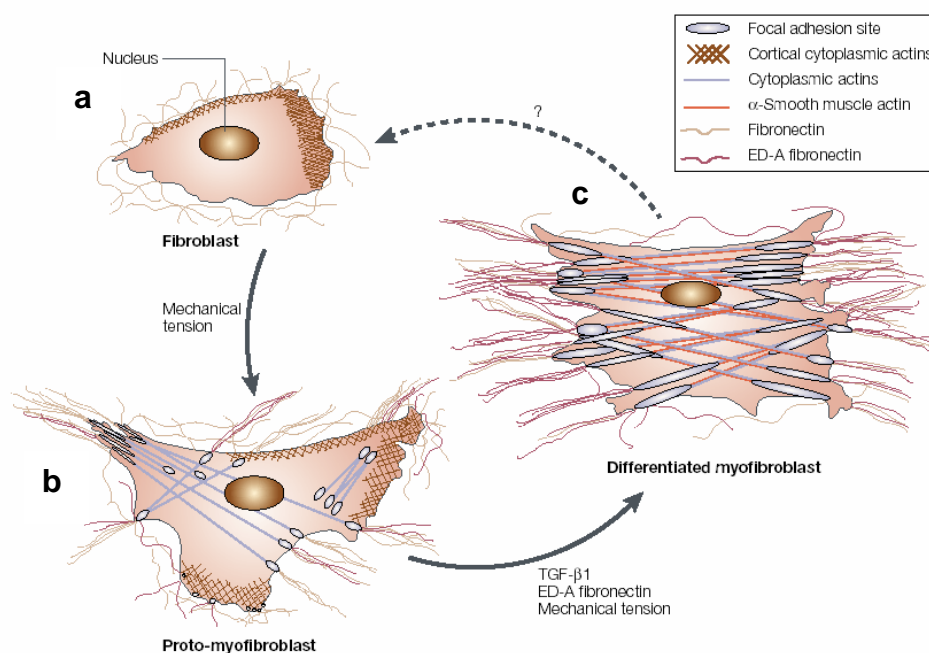 Focal adhesion site
Cortical cytoplasmic actins
Cytoplasmic actins
α-Smooth muscle actin
Fibronectin
ED-A fibronectin
Nucleus
a
?
c
Fibroblast
Mechanical
tension
b
Differentiated myofibroblast
TGF-β1
ED-A fibronectin
Mechanical tension
Proto-myofibroblast